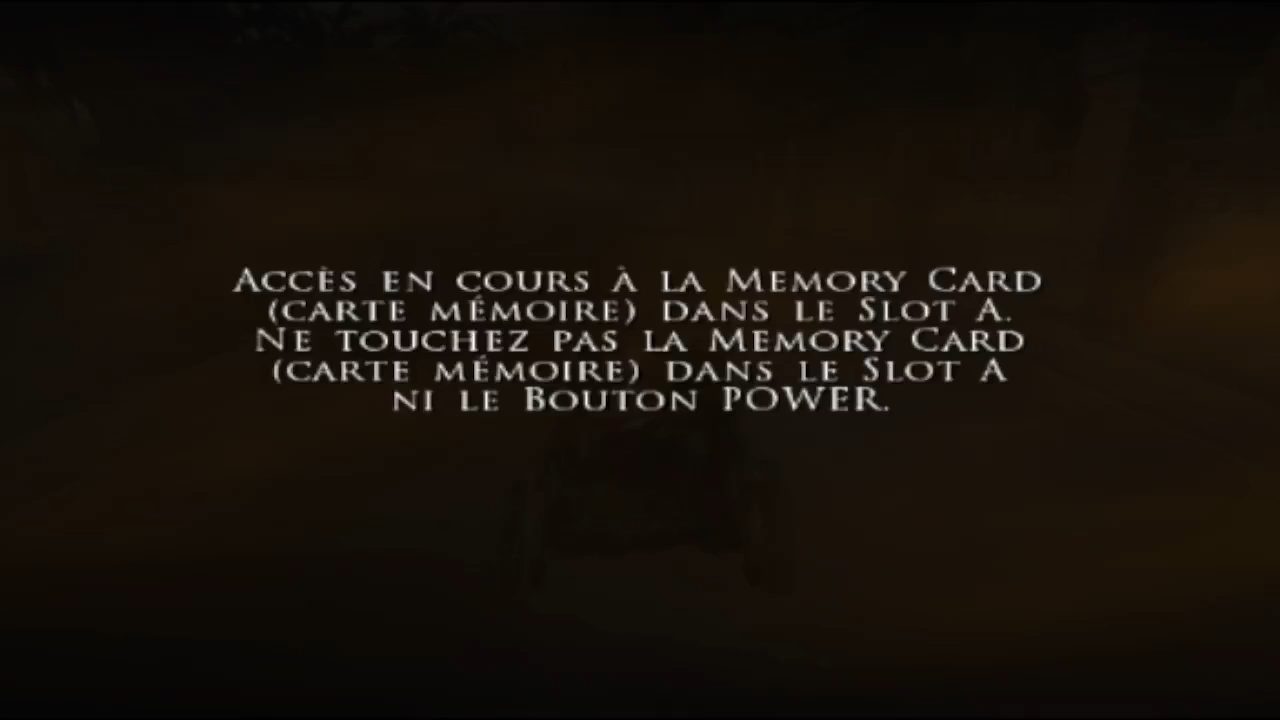 Accès en cours à la Memory Card
(carte mémoire) dans le Slot A.
Ne touchez pas la Memory Card
(carte mémoire) dans le Slot A
ni le Bouton POWER.